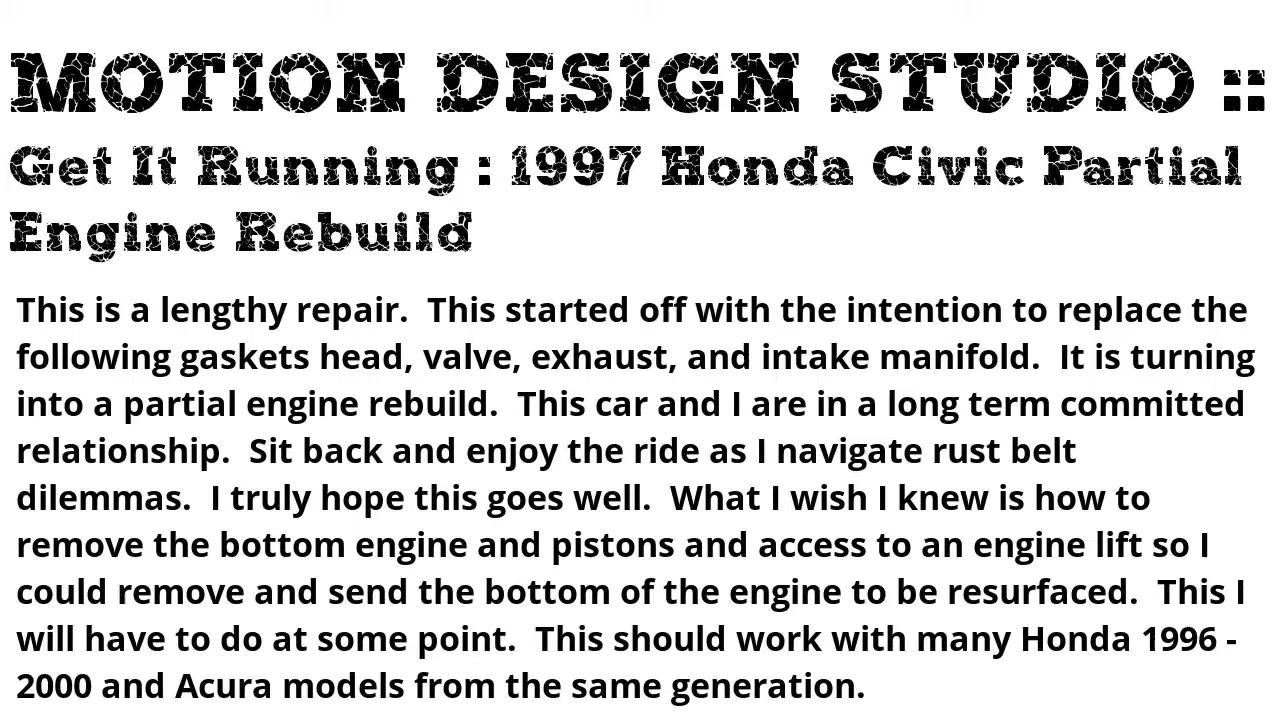 MOTION DESIGN STUDIO ::
Get It Running : 1997 Honda Civic Partial
Engine Rebuild
This is a lengthy repair.  This started off with the intention to replace the
following gaskets head, valve, exhaust, and intake manifold.  It is turning
into a partial engine rebuild.  This car and I are in a long term committed
relationship.  Sit back and enjoy the ride as I navigate rust belt
dilemmas.  I truly hope this goes well.  What I wish I knew is how to
remove the bottom engine and pistons and access to an engine lift so I
could remove and send the bottom of the engine to be resurfaced.  This I
will have to do at some point.  This should work with many Honda 1996 -
2000 and Acura models from the same generation.